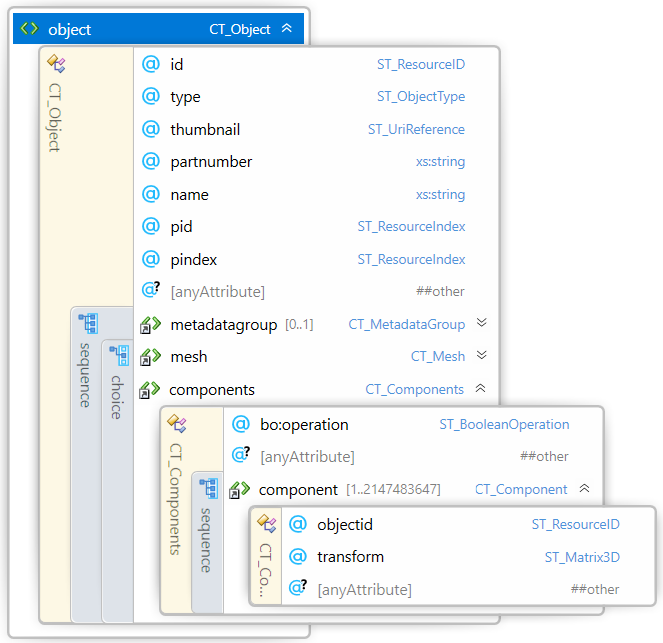 object CT_Object
CT_Object
@ id ST_ResourceID
@ type ST_ObjectType
@ thumbnail ST_UriReference
@ partnumber xs:string
@ name xs:string
@ pid ST_ResourceIndex
@ pindex ST_ResourceIndex
@? [anyAttribute] ##other
sequence
choice
metadatagroup [0..1] CT_MetadataGroup
mesh CT_Mesh
components CT_Components
CT_Components
@ bo:operation ST_BooleanOperation
@? [anyAttribute] ##other
sequence
component [1..2147483647] CT_Component
CT_Co...
@ objectid ST_ResourceID
@ transform ST_Matrix3D
@? [anyAttribute] ##other